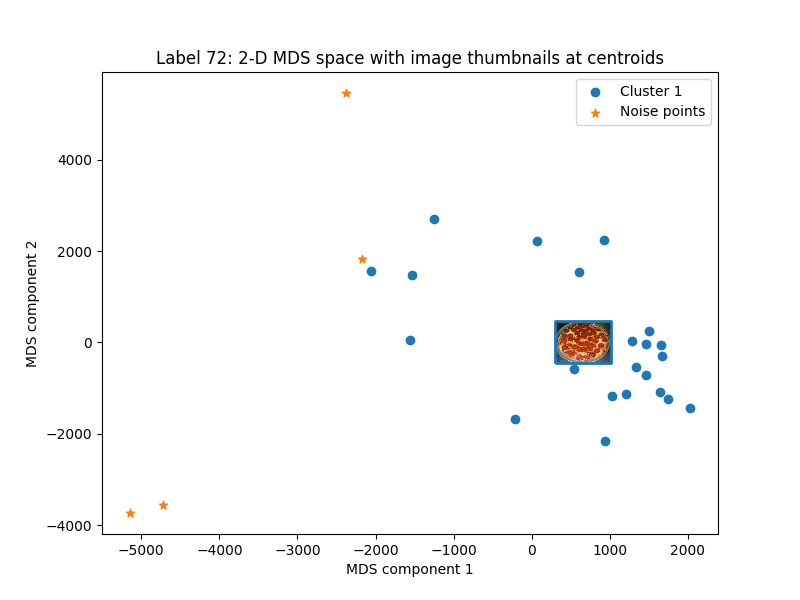 Label 72: 2-D MDS space with image thumbnails at centroids
Cluster 1
Noise points
4000
2000
0
−2000
−4000
MDS component 2
−5000 −4000 −3000 −2000 −1000 0 1000 2000
MDS component 1